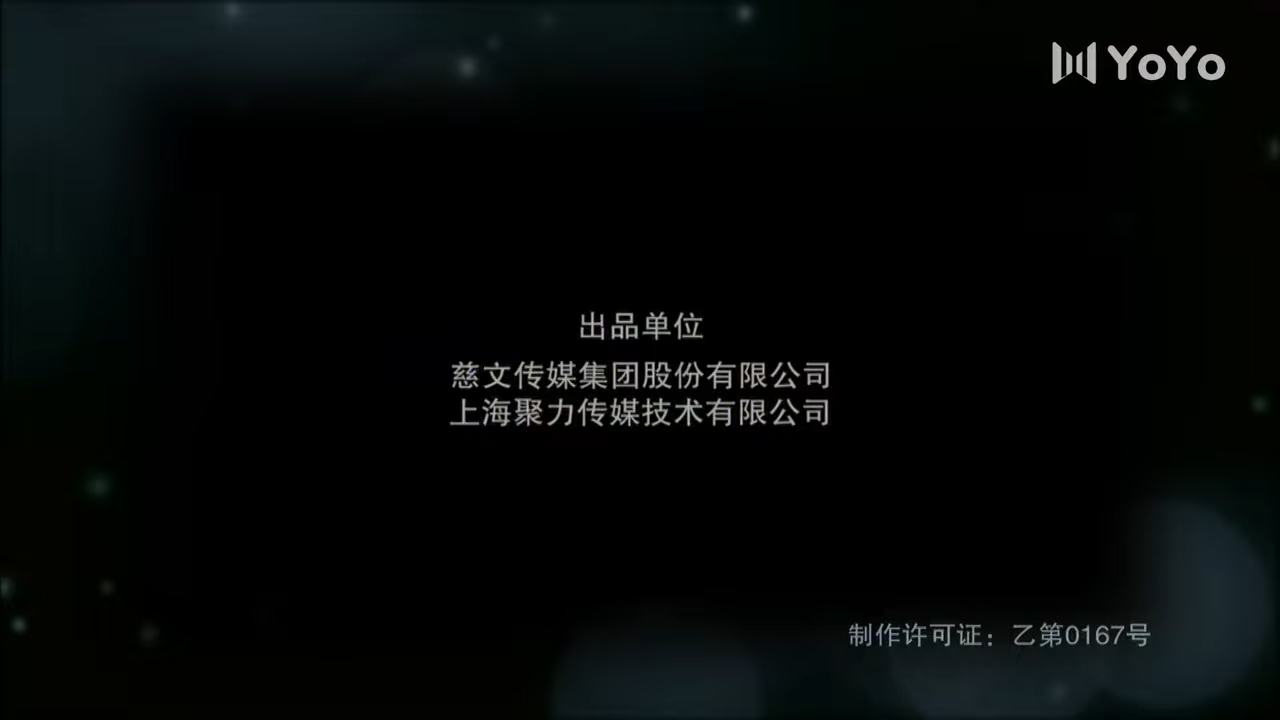 YoYo
出品单位
慈文传媒集团股份有限公司
上海聚力传媒技术有限公司
制作许可证：乙第0167号